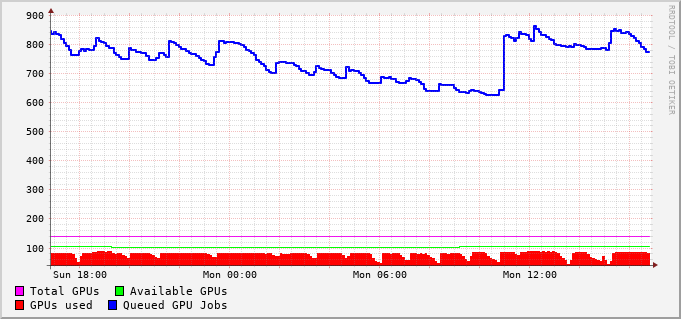 900
800
700
600
500
400
300
200
100
Sun 18:00 Mon 00:00 Mon 06:00 Mon 12:00
Total GPUs Available GPUs
GPUs used Queued GPU Jobs
RRDTOOL / TOBI OETIKER